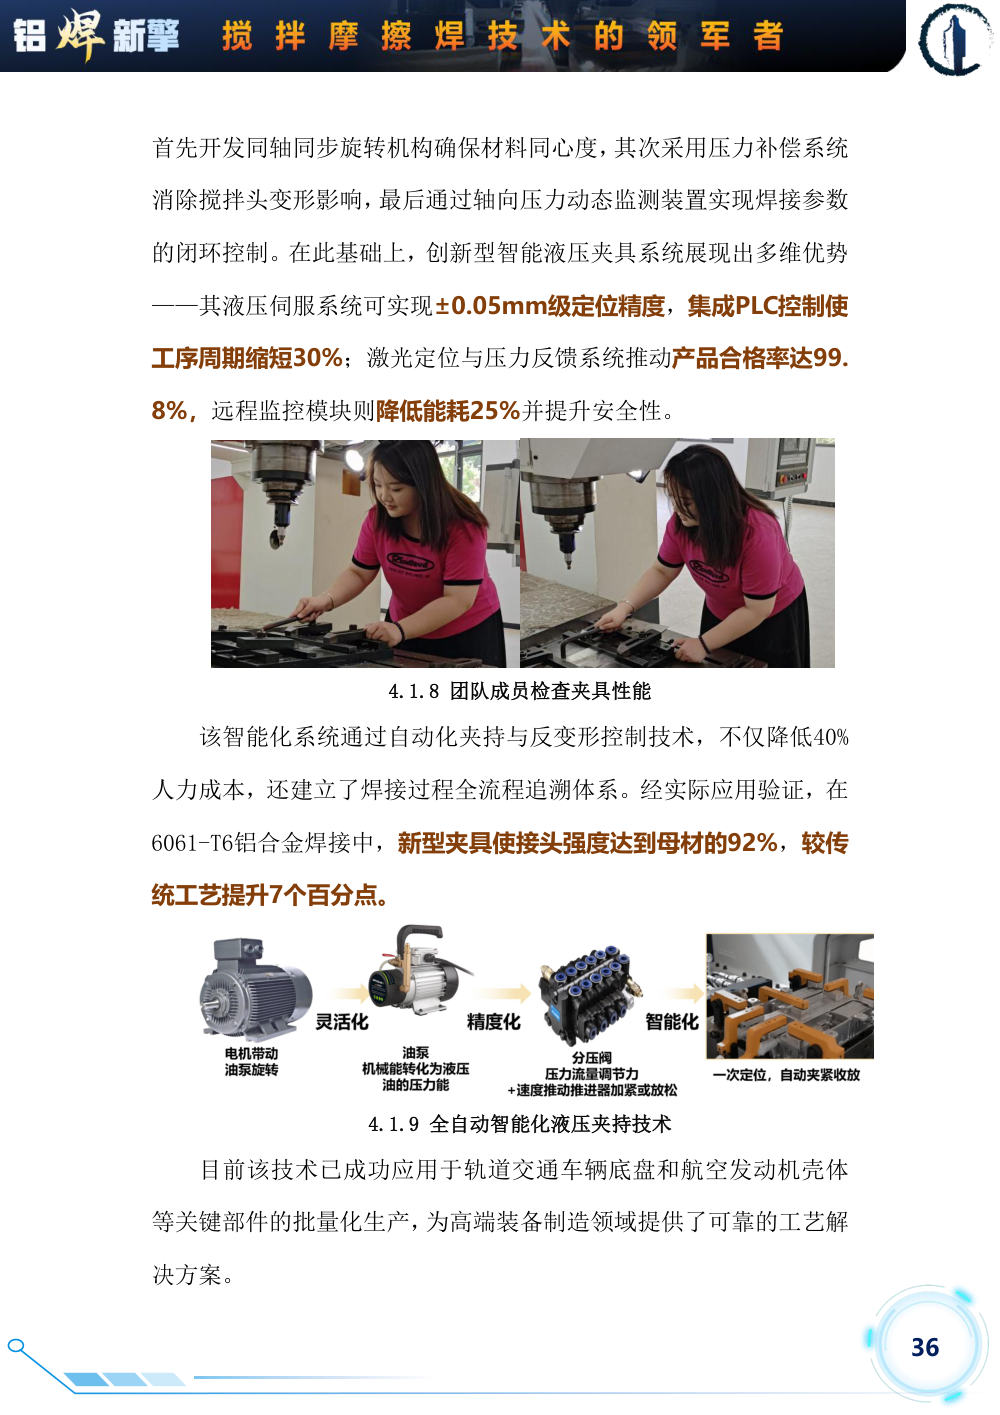 铝焊新擎 搅拌摩擦焊技术的领军者
首先开发同轴同步旋转机构确保材料同心度，其次采用压力补偿系统
消除搅拌头变形影响，最后通过轴向压力动态监测装置实现焊接参数
的闭环控制。在此基础上，创新型智能液压夹具系统展现出多维优势
——其液压伺服系统可实现±0.05mm级定位精度，集成PLC控制使
工序周期缩短30%；激光定位与压力反馈系统推动产品合格率达99.
8%，远程监控模块则降低能耗25%并提升安全性。
4.1.8 团队成员检查夹具性能
该智能化系统通过自动化夹持与反变形控制技术，不仅降低40%
人力成本，还建立了焊接过程全流程追溯体系。经实际应用验证，在
6061-T6铝合金焊接中，新型夹具使接头强度达到母材的92%，较传
统工艺提升7个百分点。
灵活化 精度化 智能化
电机带动
油泵旋转
油泵
机械能转化为液压
油的压力能
分压阀
压力流量调节力
+速度推动推进器加紧或放松
一次定位，自动夹紧收放
4.1.9 全自动智能化液压夹持技术
目前该技术已成功应用于轨道交通车辆底盘和航空发动机壳体
等关键部件的批量化生产，为高端装备制造领域提供了可靠的工艺解
决方案。
36